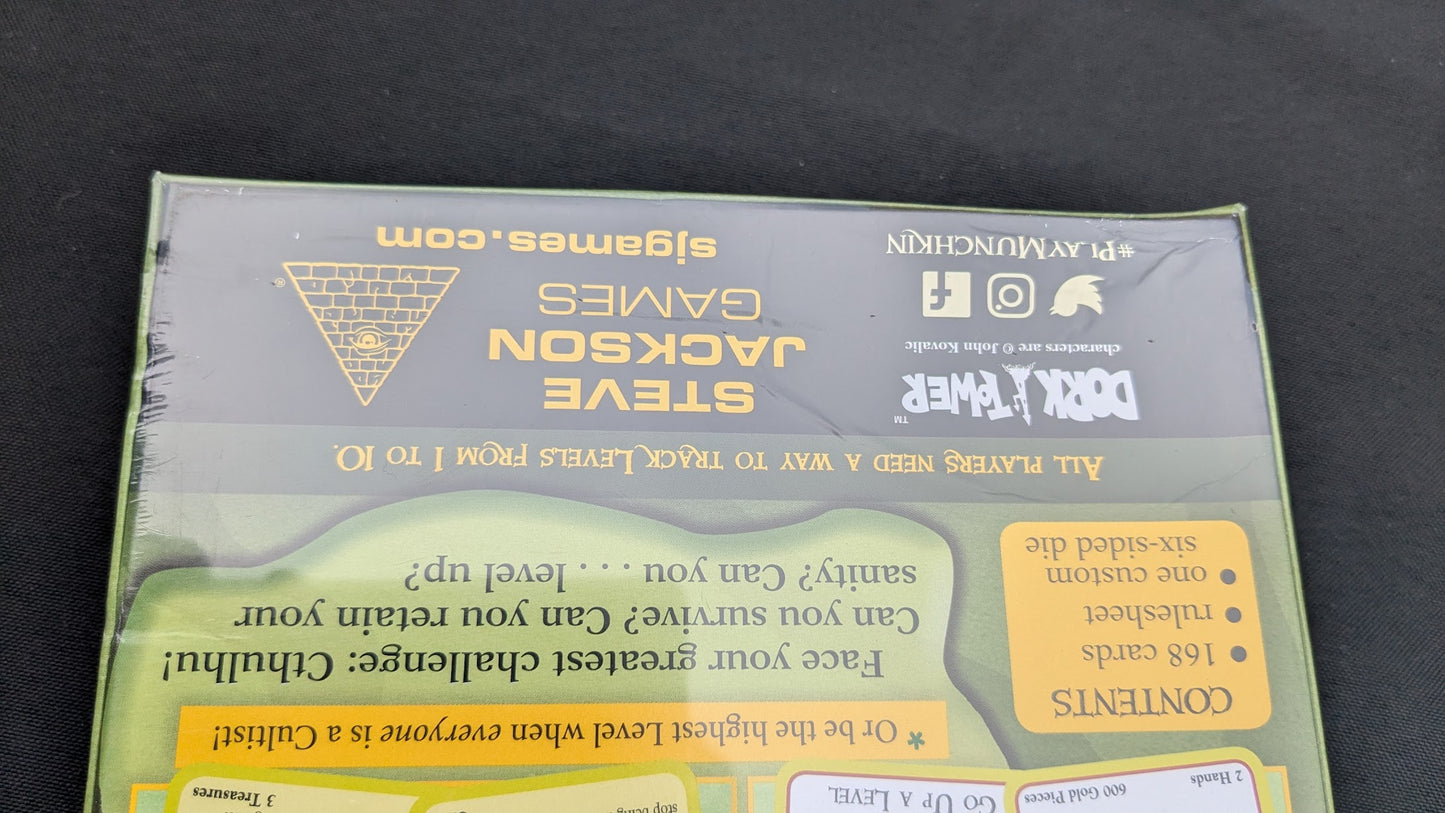 3 Treasures
stop
GO UP A LEVEL
600 Gold Pieces
2 Hands
* Or be the highest Level when everyone is a Cultist!
Face your greatest challenge: Cthulhu!
Can you survive? Can you retain your
sanity? Can you . . . level up?
CONTENTS
● 168 cards
● rulesheet
● one custom
six-sided die
ALL PLAYERS NEED A WAY TO TRACK LEVELS FROM 1 TO 10.
DORK TOWER™
characters are © John Kovalic
#PLAYMUNCHKIN
STEVE
JACKSON
GAMES
®
sjgames.com